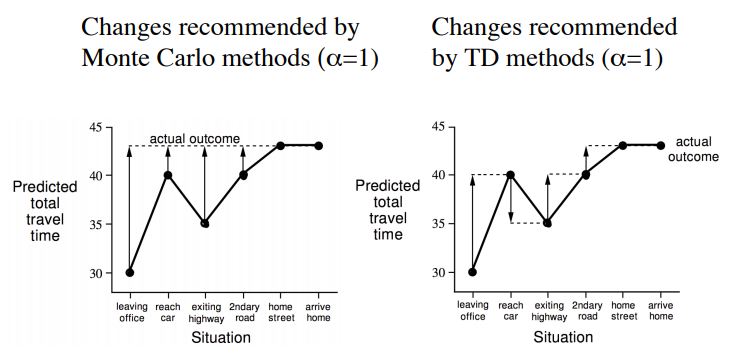 Changes recommended by
Monte Carlo methods (α=1)
Changes recommended
by TD methods (α=1)
45
actual outcome
40
Predicted
total
travel
time
35
30
leaving
office
reach
car
exiting
highway
2ndary
road
home
street
arrive
home
Situation
45
actual
outcome
40
Predicted
total
travel
time
35
30
leaving
office
reach
car
exiting
highway
2ndary
road
home
street
arrive
home
Situation